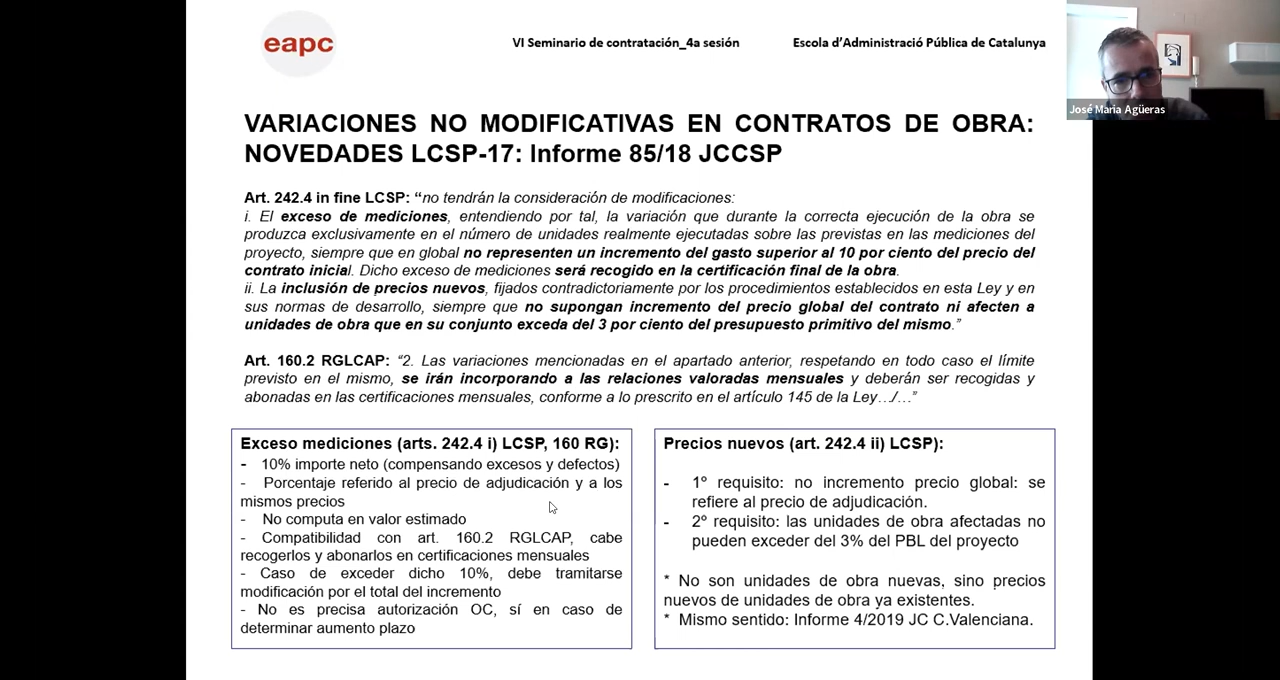 eapc
VI Seminario de contratación_4a sesión
Escola d'Administració Pública de Catalunya
José Maria Agüeras
VARIACIONES NO MODIFICATIVAS EN CONTRATOS DE OBRA:
NOVEDADES LCSP-17: Informe 85/18 JCCSP
Art. 242.4 in fine LCSP: “no tendrán la consideración de modificaciones:
i. El exceso de mediciones, entendiendo por tal, la variación que durante la correcta ejecución de la obra se
produzca exclusivamente en el número de unidades realmente ejecutadas sobre las previstas en las mediciones del
proyecto, siempre que en global no representen un incremento del gasto superior al 10 por ciento del precio del
contrato inicial. Dicho exceso de mediciones será recogido en la certificación final de la obra.
ii. La inclusión de precios nuevos, fijados contradictoriamente por los procedimientos establecidos en esta Ley y en
sus normas de desarrollo, siempre que no supongan incremento del precio global del contrato ni afecten a
unidades de obra que en su conjunto exceda del 3 por ciento del presupuesto primitivo del mismo.”
Art. 160.2 RGLCAP: “2. Las variaciones mencionadas en el apartado anterior, respetando en todo caso el límite
previsto en el mismo, se irán incorporando a las relaciones valoradas mensuales y deberán ser recogidas y
abonadas en las certificaciones mensuales, conforme a lo prescrito en el artículo 145 de la Ley…/…”
Exceso mediciones (arts. 242.4 i) LCSP, 160 RG):
- 10% importe neto (compensando excesos y defectos)
- Porcentaje referido al precio de adjudicación y a los
mismos precios
- No computa en valor estimado
- Compatibilidad con art. 160.2 RGLCAP, cabe
recogerlos y abonarlos en certificaciones mensuales
- Caso de exceder dicho 10%, debe tramitarse
modificación por el total del incremento
- No es precisa autorización OC, sí en caso de
determinar aumento plazo
Precios nuevos (art. 242.4 ii) LCSP):
- 1º requisito: no incremento precio global: se
refiere al precio de adjudicación.
- 2º requisito: las unidades de obra afectadas no
pueden exceder del 3% del PBL del proyecto
* No son unidades de obra nuevas, sino precios
nuevos de unidades de obra ya existentes.
* Mismo sentido: Informe 4/2019 JC C.Valenciana.